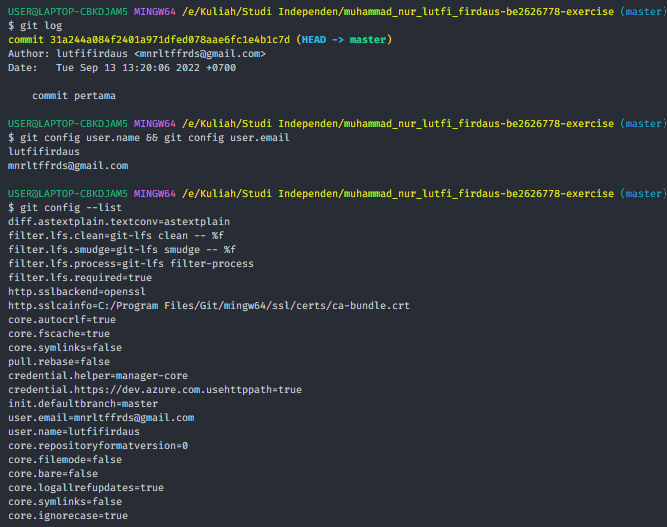 USER@LAPTOP-CBKDJAM5 MINGW64 /e/Kuliah/Studi Independen/muhammad_nur_lutfi_firdaus-be2626778-exercise (master)
$ git log
commit 31a244a084f2401a971dfed078aae6fc1e4b1c7d (HEAD -> master)
Author: lutfifirdaus <mnrltffrds@gmail.com>
Date:   Tue Sep 13 13:20:06 2022 +0700
    commit pertama
USER@LAPTOP-CBKDJAM5 MINGW64 /e/Kuliah/Studi Independen/muhammad_nur_lutfi_firdaus-be2626778-exercise (master)
$ git config user.name && git config user.email
lutfifirdaus
mnrltffrds@gmail.com
USER@LAPTOP-CBKDJAM5 MINGW64 /e/Kuliah/Studi Independen/muhammad_nur_lutfi_firdaus-be2626778-exercise (master)
$ git config --list
diff.astextplain.textconv=astextplain
filter.lfs.clean=git-lfs clean -- %f
filter.lfs.smudge=git-lfs smudge -- %f
filter.lfs.process=git-lfs filter-process
filter.lfs.required=true
http.sslbackend=openssl
http.sslcainfo=C:/Program Files/Git/mingw64/ssl/certs/ca-bundle.crt
core.autocrlf=true
core.fscache=true
core.symlinks=false
pull.rebase=false
credential.helper=manager-core
credential.https://dev.azure.com.usehttppath=true
init.defaultbranch=master
user.email=mnrltffrds@gmail.com
user.name=lutfifirdaus
core.repositoryformatversion=0
core.filemode=false
core.bare=false
core.logallrefupdates=true
core.symlinks=false
core.ignorecase=true